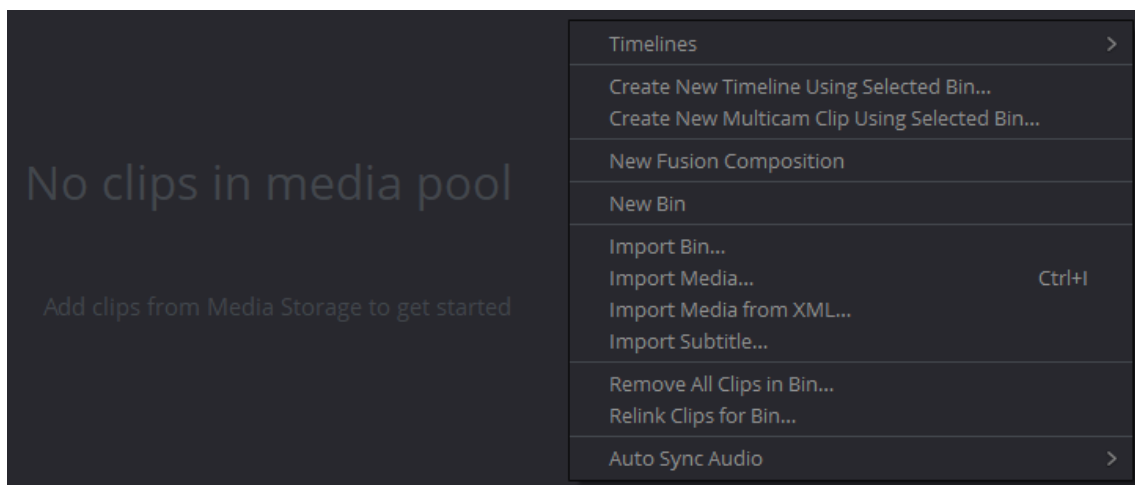 No clips in media pool
Add clips from Media Storage to get started
Timelines >
Create New Timeline Using Selected Bin...
Create New Multicam Clip Using Selected Bin...
New Fusion Composition
New Bin
Import Bin...
Import Media... Ctrl+I
Import Media from XML...
Import Subtitle...
Remove All Clips in Bin...
Relink Clips for Bin...
Auto Sync Audio >